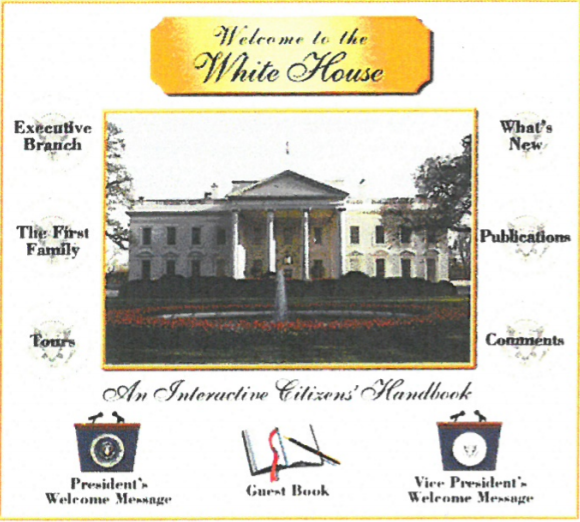 Welcome to the
White House
Executive
Branch
What's
New
The First
Family
Publications
Tours
Comments
An Interactive Citizens' Handbook
President's
Welcome Message
Guest Book
Vice President's
Welcome Message